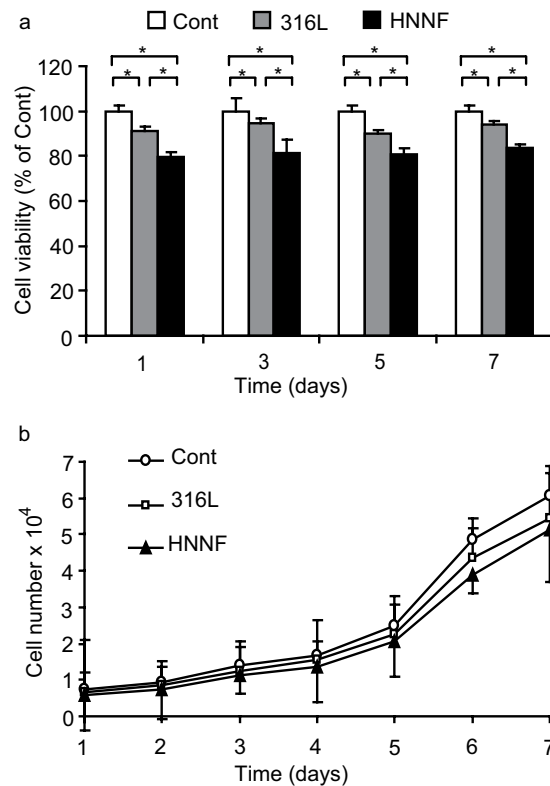 a
Cont 316L HNNF
* * * *
* * * * * * * *
120
100
80
60
40
20
0
Cell viability (% of Cont)
1 3 5 7
Time (days)
b
Cont
316L
HNNF
7
6
5
4
3
2
1
0
Cell number x 10⁴
1 2 3 4 5 6 7
Time (days)